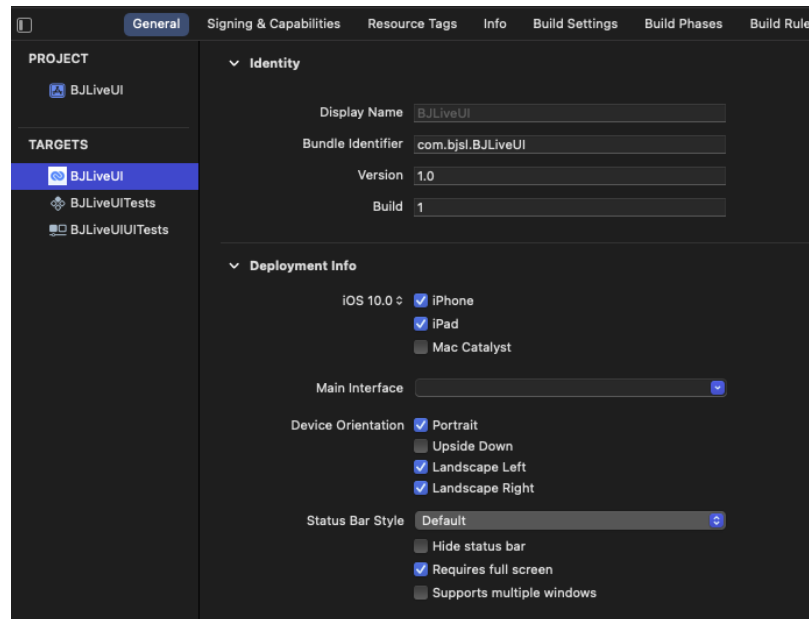 General Signing & Capabilities Resource Tags Info Build Settings Build Phases Build Rule
PROJECT
BJLiveUI
TARGETS
BJLiveUI
BJLiveUITests
BJLiveUIUITests
Identity
Display Name BJLiveUI
Bundle Identifier com.bjsl.BJLiveUI
Version 1.0
Build 1
Deployment Info
iOS 10.0 iPhone
iPad
Mac Catalyst
Main Interface
Device Orientation Portrait
Upside Down
Landscape Left
Landscape Right
Status Bar Style Default
Hide status bar
Requires full screen
Supports multiple windows